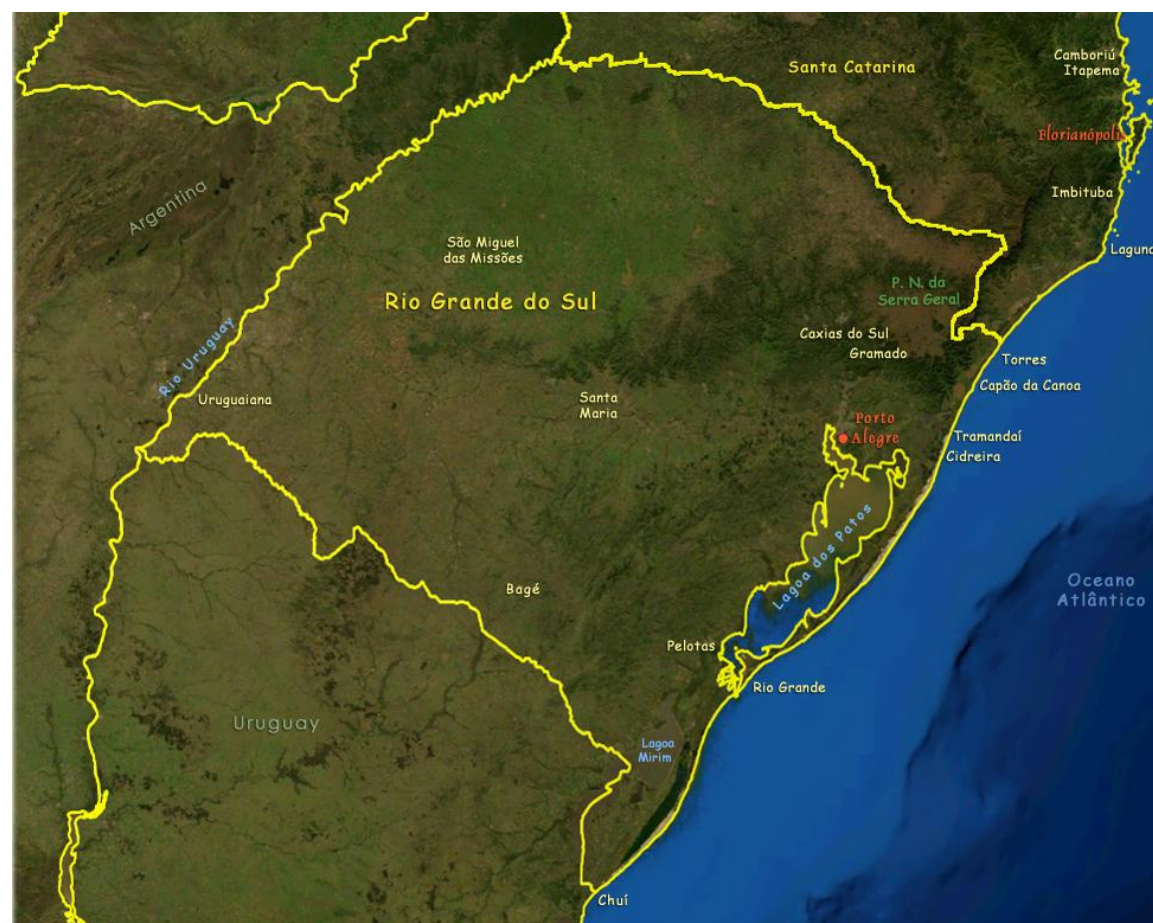 Santa Catarina
Camboriú
Itapema
Florianópolis
Argentina
Imbituba
São Miguel
das Missões
Laguna
P. N. da
Serra Geral
Rio Grande do Sul
Rio Uruguay
Caxias do Sul
Gramado
Torres
Capão da Canoa
Uruguaiana
Santa
Maria
Porto
Alegre
Tramandaí
Cidreira
Lagoa dos Patos
Oceano
Atlântico
Bagé
Pelotas
Rio Grande
Uruguay
Lagoa
Mirim
Chuí